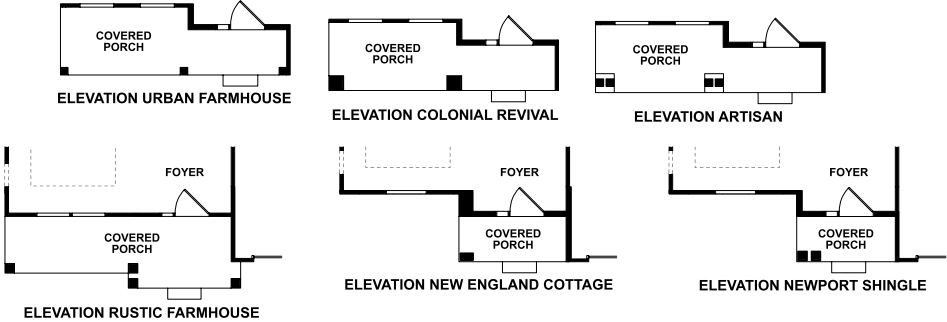 COVERED
PORCH
ELEVATION URBAN FARMHOUSE
COVERED
PORCH
ELEVATION COLONIAL REVIVAL
COVERED
PORCH
ELEVATION ARTISAN
FOYER
COVERED
PORCH
ELEVATION RUSTIC FARMHOUSE
FOYER
COVERED
PORCH
ELEVATION NEW ENGLAND COTTAGE
FOYER
COVERED
PORCH
ELEVATION NEWPORT SHINGLE